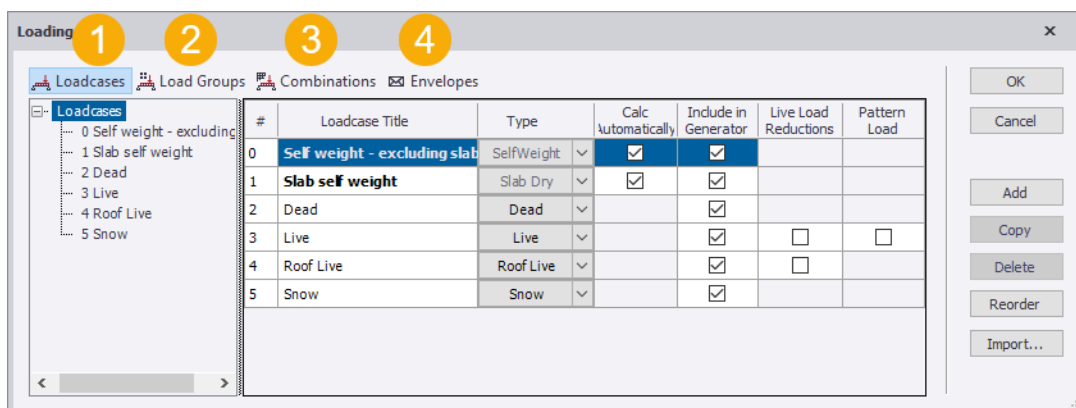 Loading
1 2 3 4
Loadcases Load Groups Combinations Envelopes
Loadcases
0 Self weight - excluding
1 Slab self weight
2 Dead
3 Live
4 Roof Live
5 Snow
# Loadcase Title Type Calc Automatically Include in Generator Live Load Reductions Pattern Load
0 Self weight - excluding slab SelfWeight
1 Slab self weight Slab Dry
2 Dead Dead
3 Live Live
4 Roof Live Roof Live
5 Snow Snow
OK
Cancel
Add
Copy
Delete
Reorder
Import...